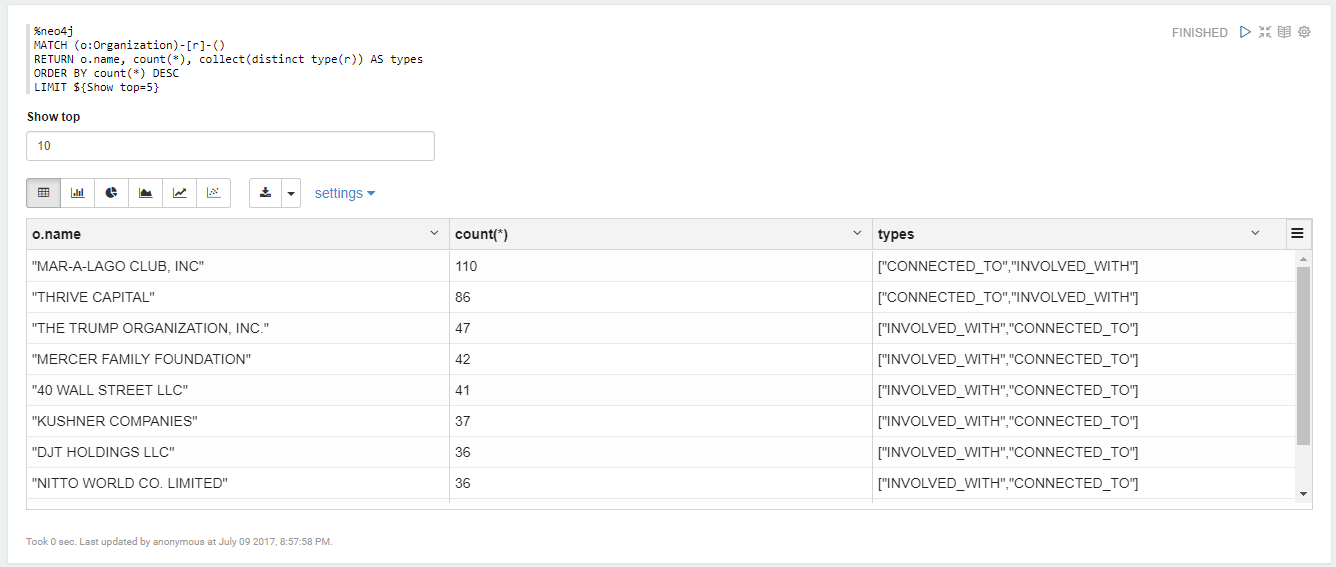 %neo4j
MATCH (o:Organization)-[r]-()
RETURN o.name, count(*), collect(distinct type(r)) AS types
ORDER BY count(*) DESC
LIMIT ${Show top=5}
FINISHED
Show top
10
settings
o.name count(*) types
"MAR-A-LAGO CLUB, INC" 110 ["CONNECTED_TO","INVOLVED_WITH"]
"THRIVE CAPITAL" 86 ["CONNECTED_TO","INVOLVED_WITH"]
"THE TRUMP ORGANIZATION, INC." 47 ["INVOLVED_WITH","CONNECTED_TO"]
"MERCER FAMILY FOUNDATION" 42 ["INVOLVED_WITH","CONNECTED_TO"]
"40 WALL STREET LLC" 41 ["INVOLVED_WITH","CONNECTED_TO"]
"KUSHNER COMPANIES" 37 ["INVOLVED_WITH","CONNECTED_TO"]
"DJT HOLDINGS LLC" 36 ["INVOLVED_WITH","CONNECTED_TO"]
"NITTO WORLD CO. LIMITED" 36 ["INVOLVED_WITH","CONNECTED_TO"]
Took 0 sec. Last updated by anonymous at July 09 2017, 8:57:58 PM.